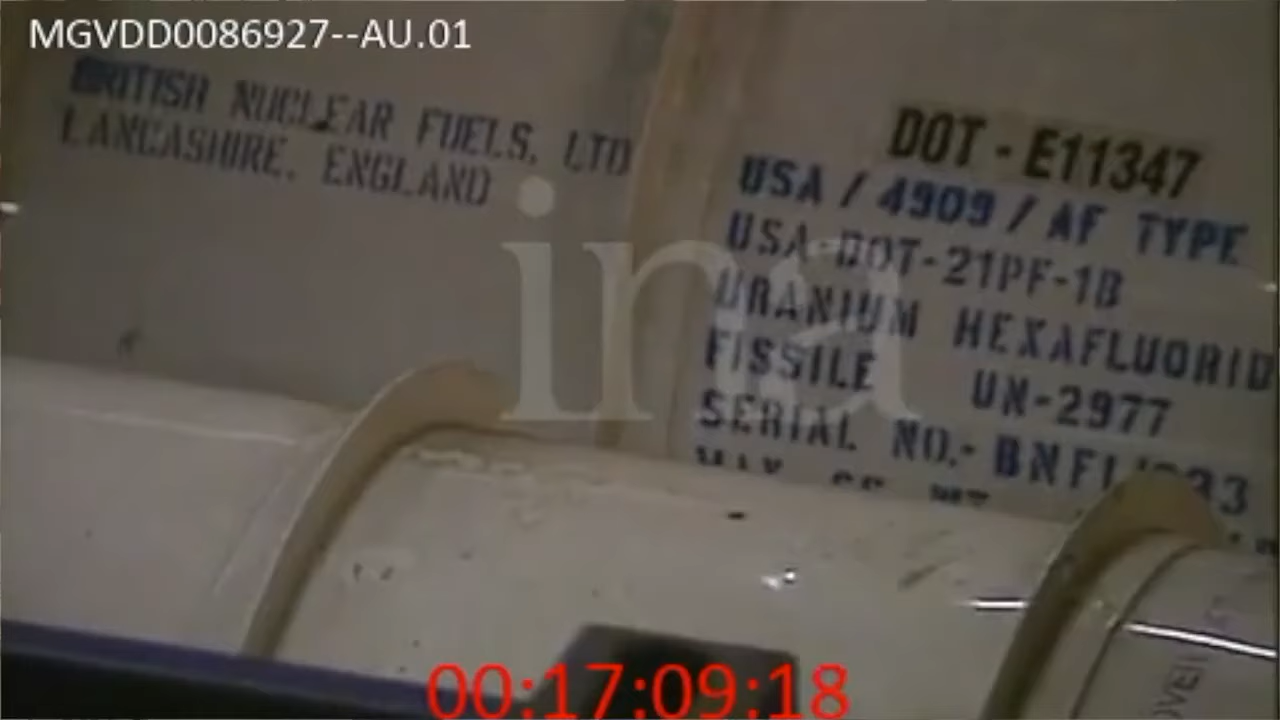 MGVDD0086927--AU.01
BRITISH NUCLEAR FUELS, LTD
LANCASHIRE, ENGLAND
DOT - E11347
USA / 4909 / AF TYPE
USA-DOT-21PF-1B
URANIUM HEXAFLUORID
FISSILE UN-2977
SERIAL NO.-
ina
00:17:09:18